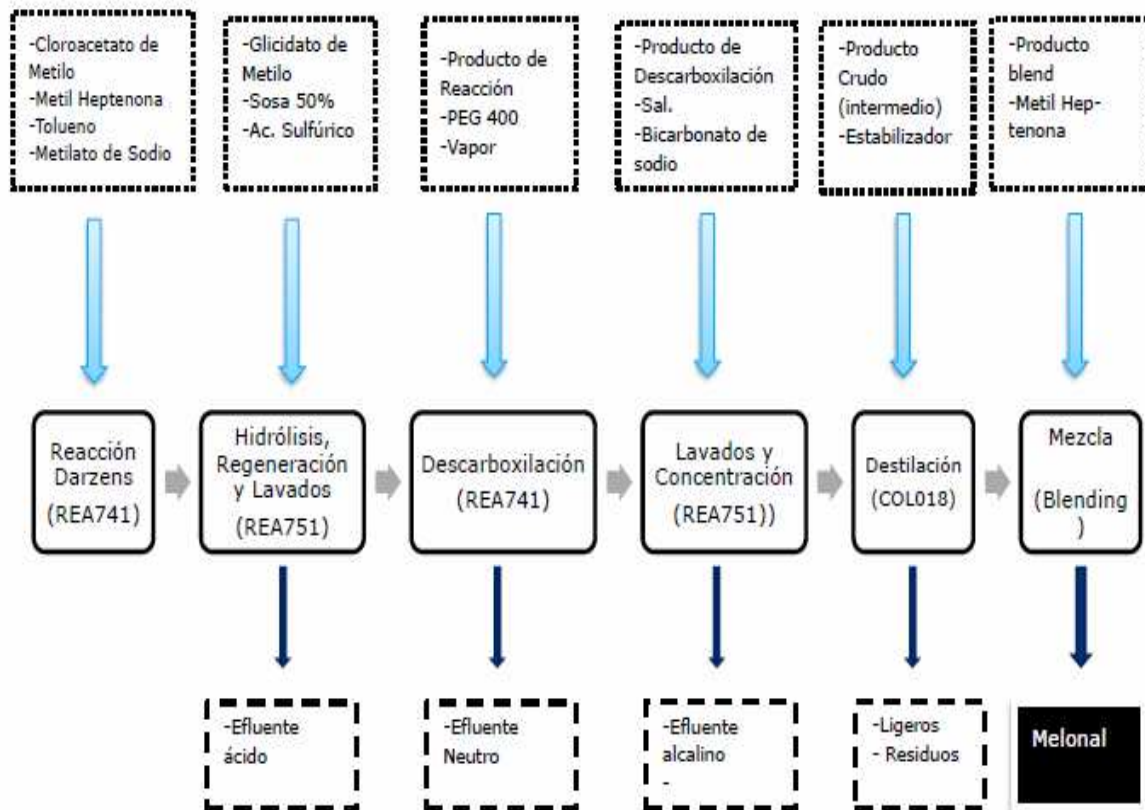 -Cloroacetato de
Metilo
-Metil Heptenona
-Tolueno
-Metilato de Sodio
-Glicidato de
Metilo
-Sosa 50%
-Ac. Sulfúrico
-Producto de
Reacción
-PEG 400
-Vapor
-Producto de
Descarboxilación
-Sal.
-Bicarbonato de
sodio
-Producto
Crudo
(intermedio)
-Estabilizador
-Producto
blend
-Metil Hep-
tenona
Reacción
Darzens
(REA741)
Hidrólisis,
Regeneración
y Lavados
(REA751)
Descarboxilación
(REA741)
Lavados y
Concentración
(REA751))
Destilación
(COL018)
Mezcla
(Blending
)
-Efluente
ácido
-Efluente
Neutro
-Efluente
alcalino
-
-Ligeros
- Residuos
Melonal